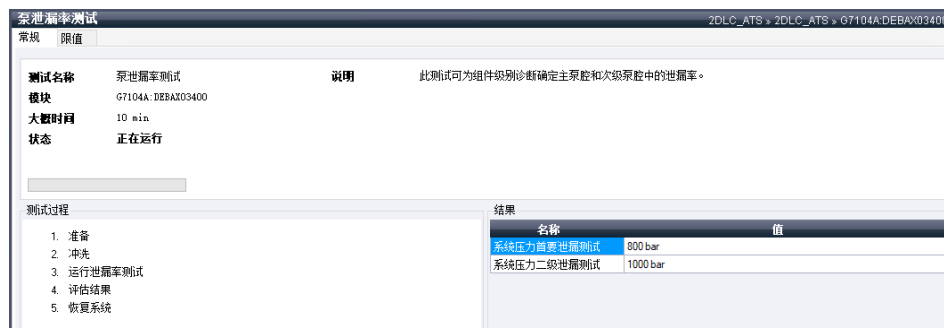 泵泄漏率测试 2DLC_ATS » 2DLC_ATS » G7104A:DEBAX03400
常规 限值
测试名称 泵泄漏率测试 说明 此测试可为组件级别诊断确定主泵腔和次级泵腔中的泄漏率。
模块 G7104A:DEBAX03400
大概时间 10 min
状态 正在运行
测试过程
1. 准备
2. 冲洗
3. 运行泄漏率测试
4. 评估结果
5. 恢复系统
结果
名称 值
系统压力首要泄漏测试 800 bar
系统压力二级泄漏测试 1000 bar